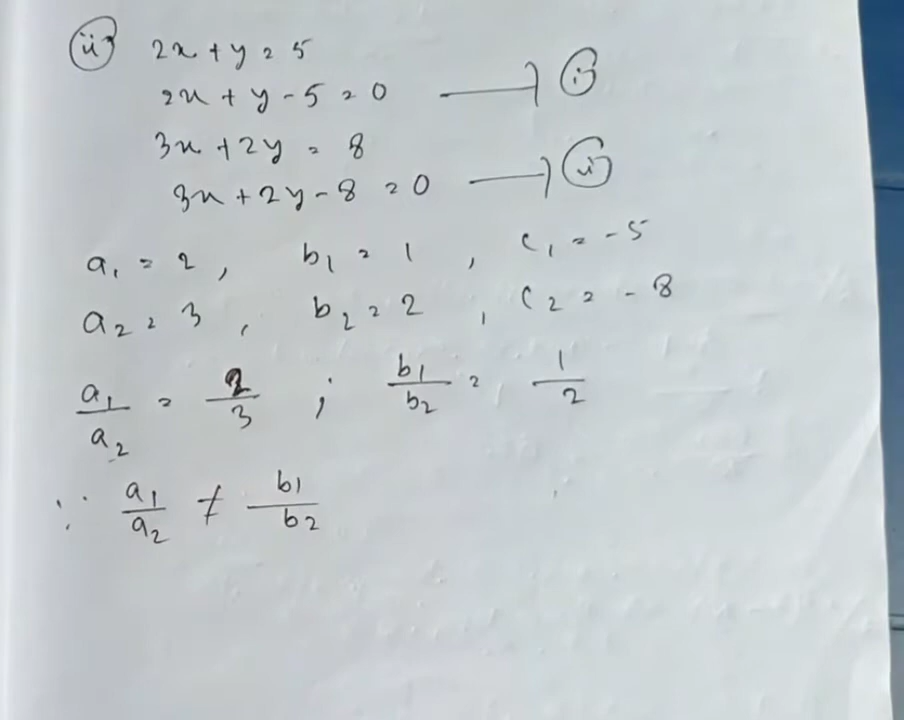 (ii) 2x + y = 5
2x + y - 5 = 0 ⟶ (i)
3x + 2y = 8
3x + 2y - 8 = 0 ⟶ (ii)
a₁ = 2, b₁ = 1, c₁ = -5
a₂ = 3, b₂ = 2, c₂ = -8
a₁/a₂ = 2/3 ; b₁/b₂ = 1/2
∵ a₁/a₂ ≠ b₁/b₂